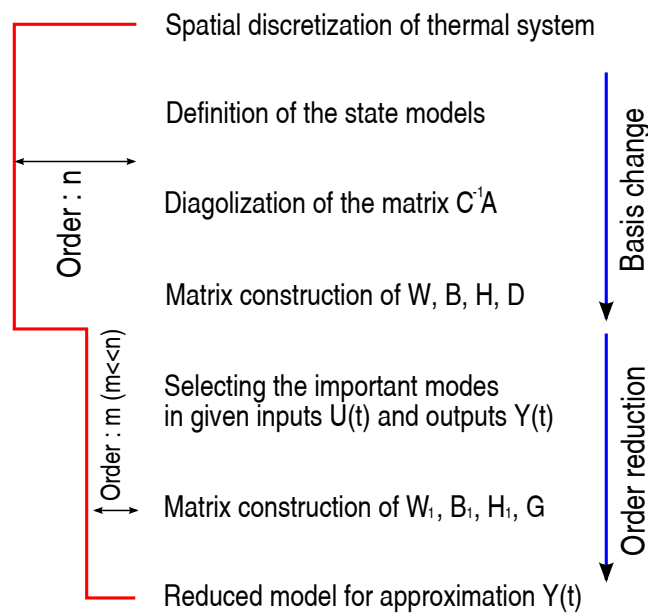 Spatial discretization of thermal system
Definition of the state models
Order : n
Diagolization of the matrix C⁻¹A
Basis change
Matrix construction of W, B, H, D
Order : m (m<<n)
Selecting the important modes
in given inputs U(t) and outputs Y(t)
Order reduction
Matrix construction of W₁, B₁, H₁, G
Reduced model for approximation Y(t)